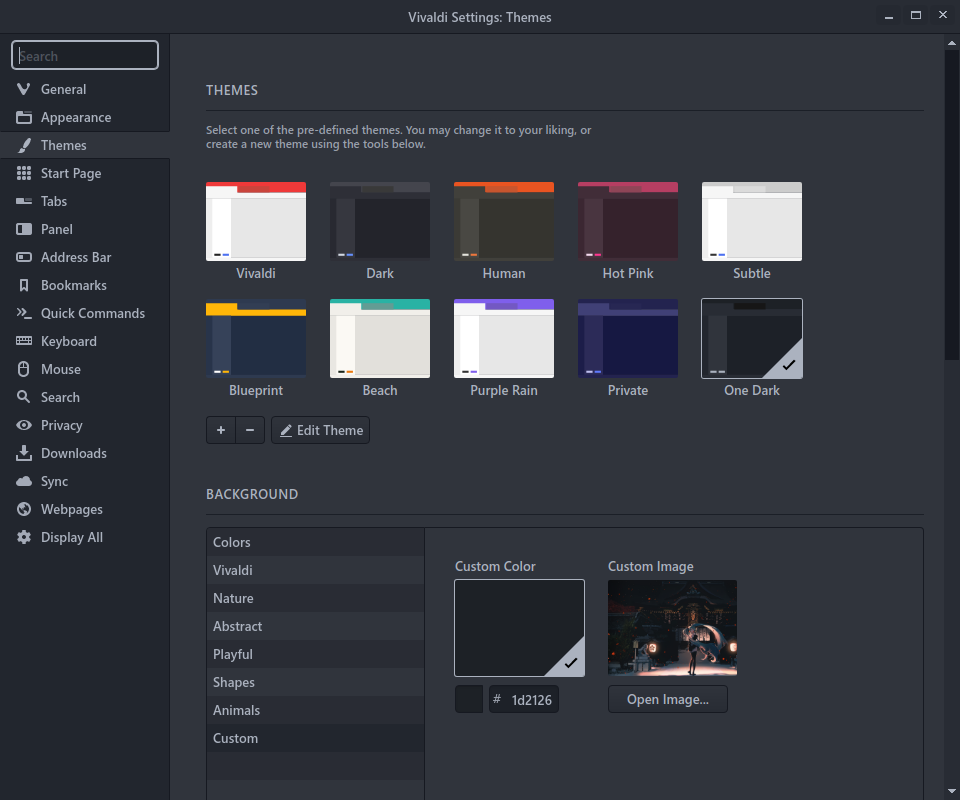 Vivaldi Settings: Themes
Search
General
Appearance
Themes
Start Page
Tabs
Panel
Address Bar
Bookmarks
Quick Commands
Keyboard
Mouse
Search
Privacy
Downloads
Sync
Webpages
Display All
THEMES
Select one of the pre-defined themes. You may change it to your liking, or
create a new theme using the tools below.
Vivaldi
Dark
Human
Hot Pink
Subtle
Blueprint
Beach
Purple Rain
Private
One Dark
+ − Edit Theme
BACKGROUND
Colors
Vivaldi
Nature
Abstract
Playful
Shapes
Animals
Custom
Custom Color
# 1d2126
Custom Image
Open Image...